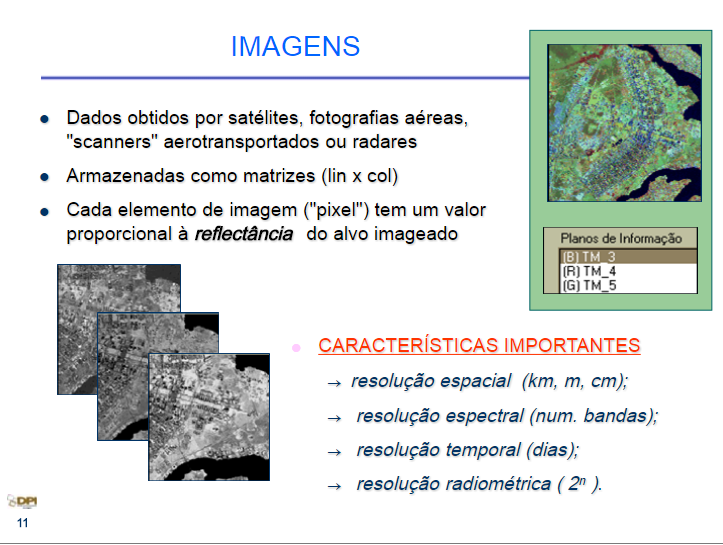 IMAGENS
● Dados obtidos por satélites, fotografias aéreas,
"scanners" aerotransportados ou radares
● Armazenadas como matrizes (lin x col)
● Cada elemento de imagem ("pixel") tem um valor
proporcional à reflectância do alvo imageado
Planos de Informação
(B) TM_3
(R) TM_4
(G) TM_5
● CARACTERÍSTICAS IMPORTANTES
→ resolução espacial (km, m, cm);
→ resolução espectral (num. bandas);
→ resolução temporal (dias);
→ resolução radiométrica ( 2ⁿ ).
DPI
11